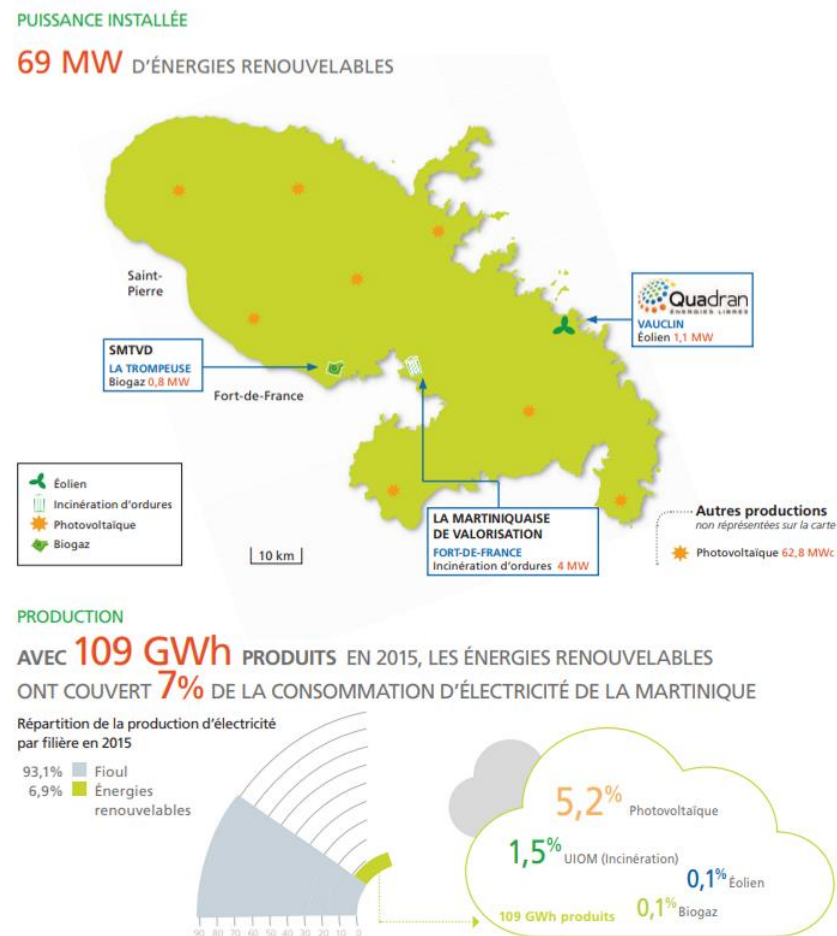 PUISSANCE INSTALLÉE
69 MW D'ÉNERGIES RENOUVELABLES
Saint-
Pierre
Quadran
ÉNERGIES LIBRES
VAUCLIN
Éolien 1,1 MW
SMTVD
LA TROMPEUSE
Biogaz 0,8 MW
Fort-de-France
Éolien
Incinération d'ordures
Photovoltaïque
Biogaz
10 km
LA MARTINIQUAISE
DE VALORISATION
FORT-DE-FRANCE
Incinération d'ordures 4 MW
Autres productions
non réprésentées sur la carte
Photovoltaïque 62,8 MWc
PRODUCTION
AVEC 109 GWh PRODUITS EN 2015, LES ÉNERGIES RENOUVELABLES
ONT COUVERT 7% DE LA CONSOMMATION D'ÉLECTRICITÉ DE LA MARTINIQUE
Répartition de la production d'électricité
par filière en 2015
93,1% Fioul
6,9% Énergies
renouvelables
90 80 70 60 50 40 30 20 10 0
5,2% Photovoltaïque
1,5% UIOM (Incinération)
0,1% Éolien
0,1% Biogaz
109 GWh produits